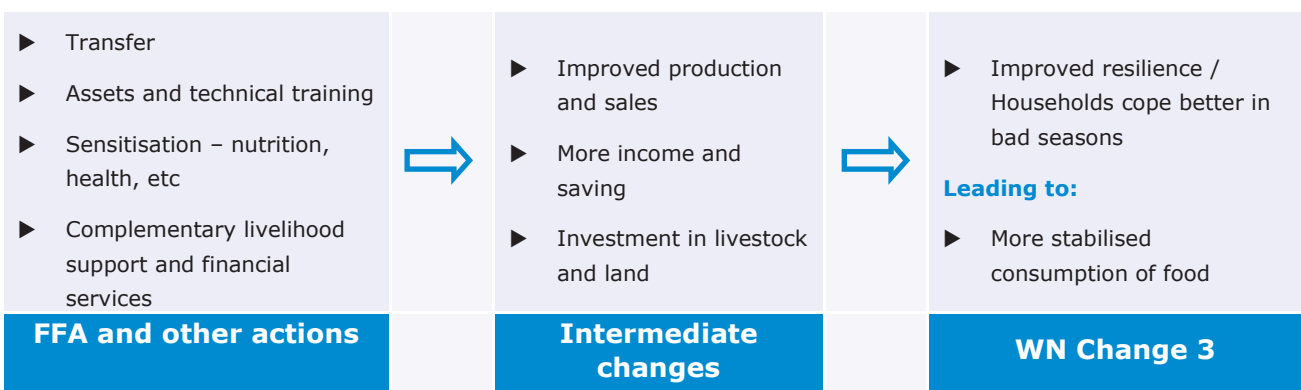 Transfer
Assets and technical training
Sensitisation – nutrition,
health, etc
Complementary livelihood
support and financial
services
FFA and other actions
Improved production
and sales
More income and
saving
Investment in livestock
and land
Intermediate
changes
Improved resilience /
Households cope better in
bad seasons
Leading to:
More stabilised
consumption of food
WN Change 3